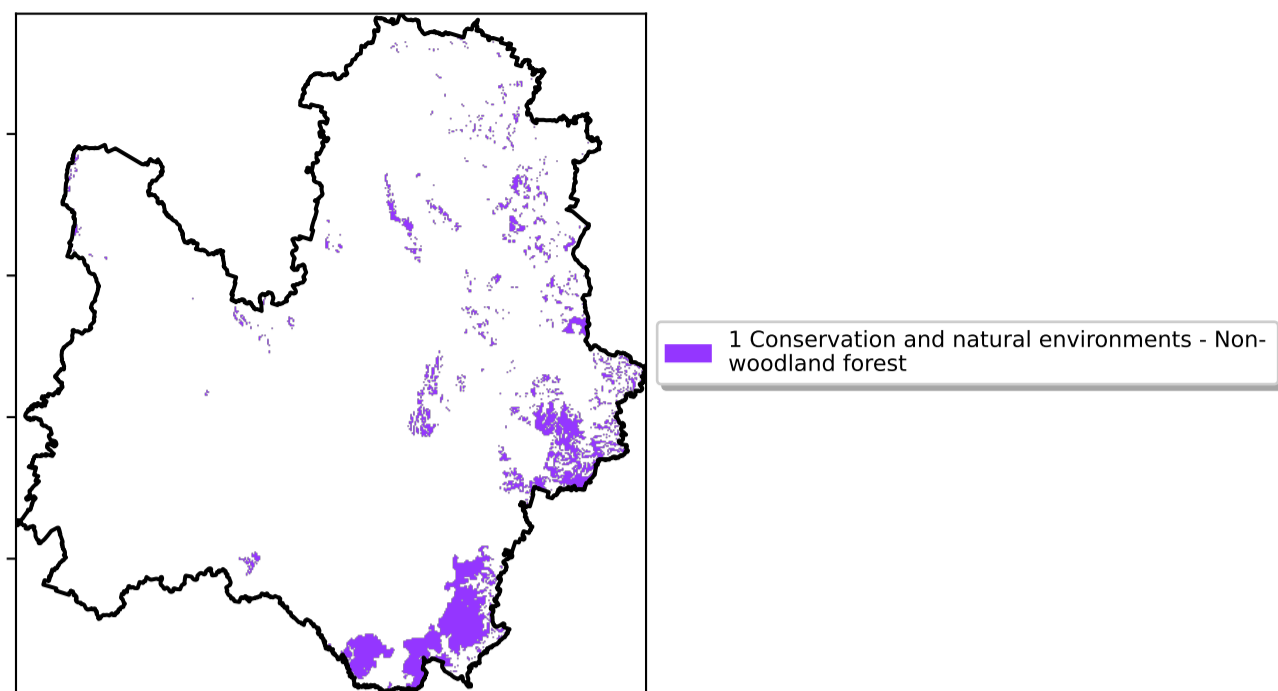 1 Conservation and natural environments - Non-
woodland forest